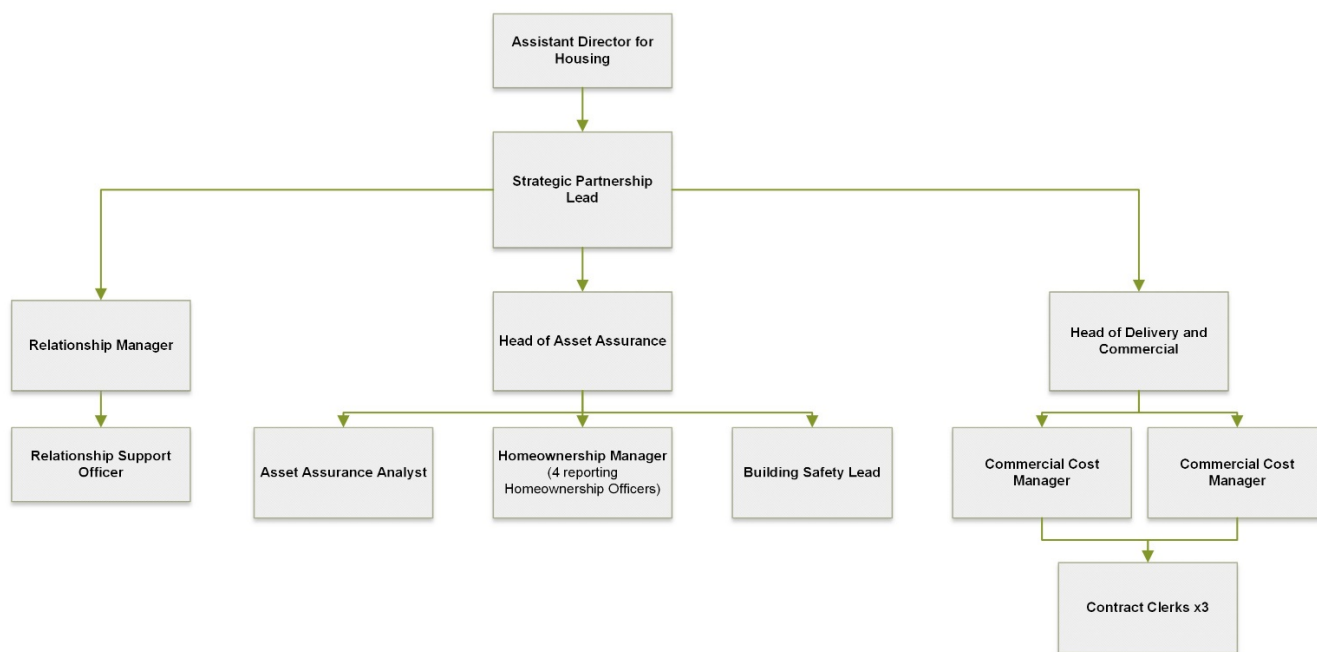 Assistant Director for
Housing
Strategic Partnership
Lead
Relationship Manager
Head of Asset Assurance
Head of Delivery and
Commercial
Relationship Support
Officer
Asset Assurance Analyst
Homeownership Manager
(4 reporting
Homeownership Officers)
Building Safety Lead
Commercial Cost
Manager
Commercial Cost
Manager
Contract Clerks x3